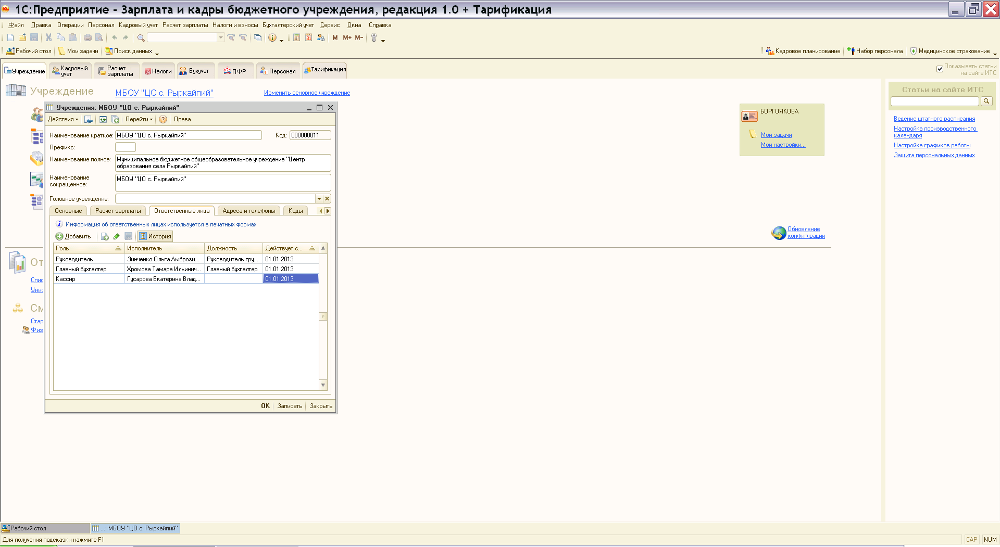 1С:Предприятие - Зарплата и кадры бюджетного учреждения, редакция 1.0 + Тарификация
Файл Правка Операции Персонал Кадровый учет Расчет зарплаты Налоги и взносы Бухгалтерский учет Сервис Окна Справка
M M+ M-
Рабочий стол Мои задачи Поиск данных Кадровое планирование Набор персонала Медицинское страхование
Учреждение Кадровый учет Расчет зарплаты Налоги Бухучет ПФР Персонал Тарификация
Показывать статьи
на сайте ИТС
Учреждение МБОУ "ЦО с. Рыркайпий" Изменить основное учреждение
Статьи на сайте ИТС
Ведение штатного расписания
Настройка производственного
календаря
Настройка графиков работы
Защита персональных данных
БОРГОЯКОВА
Мои задачи
Мои настройки...
Обновление
конфигурации
От
Спис
Униф
См
Стар
Физ
Учреждения: МБОУ "ЦО с. Рыркайпий"
Действия Перейти Права
Наименование краткое: МБОУ "ЦО с. Рыркайпий" Код: 000000011
Префикс:
Наименование полное: Муниципальное бюджетное общеобразовательное учреждение "Центр
образования села Рыркайпий"
Наименование
сокращенное: МБОУ "ЦО с. Рыркайпий"
Головное учреждение:
Основные Расчет зарплаты Ответственные лица Адреса и телефоны Коды
Информация об ответственных лицах используется в печатных формах
Добавить История
Роль Исполнитель Должность Действует с...
Руководитель Зинченко Ольга Амбрози... Руководитель гру... 01.01.2013
Главный бухгалтер Хромова Тамара Ильинич... Главный бухгалтер 01.01.2013
Кассир Гусарова Екатерина Влад... 01.01.2013
OK Записать Закрыть
Рабочий стол ...: МБОУ "ЦО с. Рыркайпий"
Для получения подсказки нажмите F1 CAP NUM